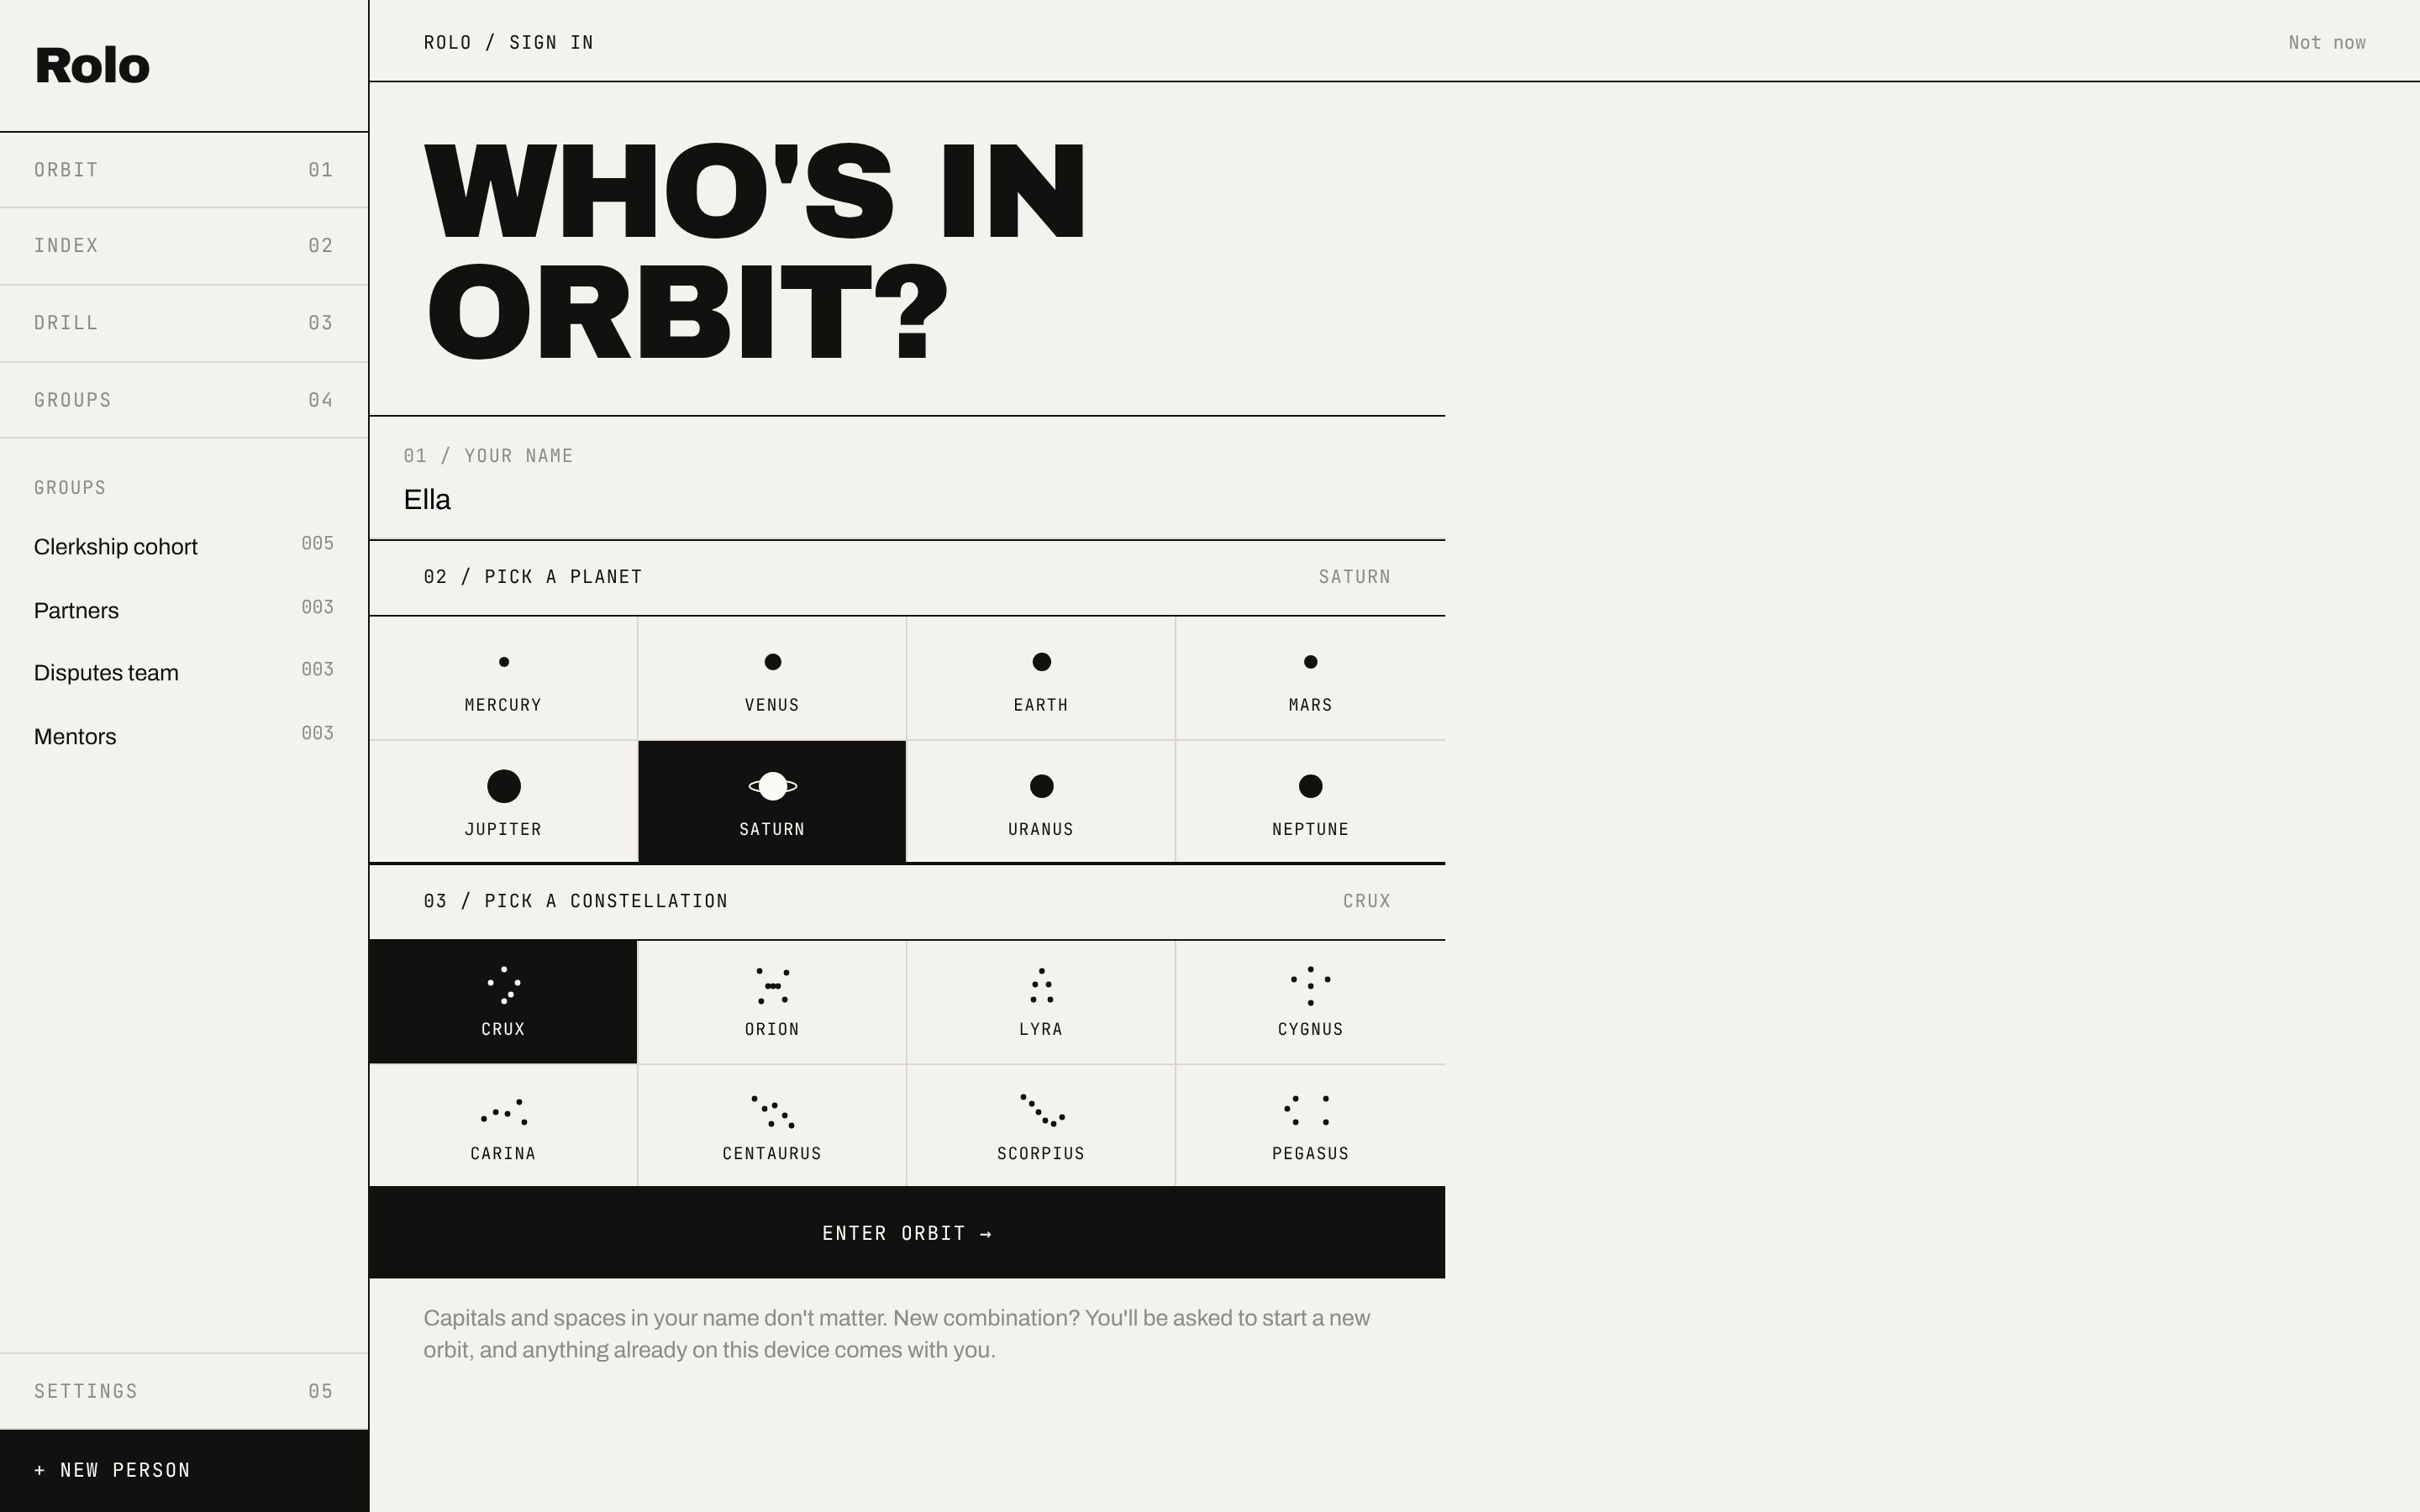 Rolo
ORBIT 01
INDEX 02
DRILL 03
GROUPS 04
GROUPS
Clerkship cohort 005
Partners 003
Disputes team 003
Mentors 003
SETTINGS 05
+ NEW PERSON
ROLO / SIGN IN
Not now
WHO'S IN
ORBIT?
01 / YOUR NAME
Ella
02 / PICK A PLANET SATURN
MERCURY VENUS EARTH MARS
JUPITER SATURN URANUS NEPTUNE
03 / PICK A CONSTELLATION CRUX
CRUX ORION LYRA CYGNUS
CARINA CENTAURUS SCORPIUS PEGASUS
ENTER ORBIT →
Capitals and spaces in your name don't matter. New combination? You'll be asked to start a new
orbit, and anything already on this device comes with you.